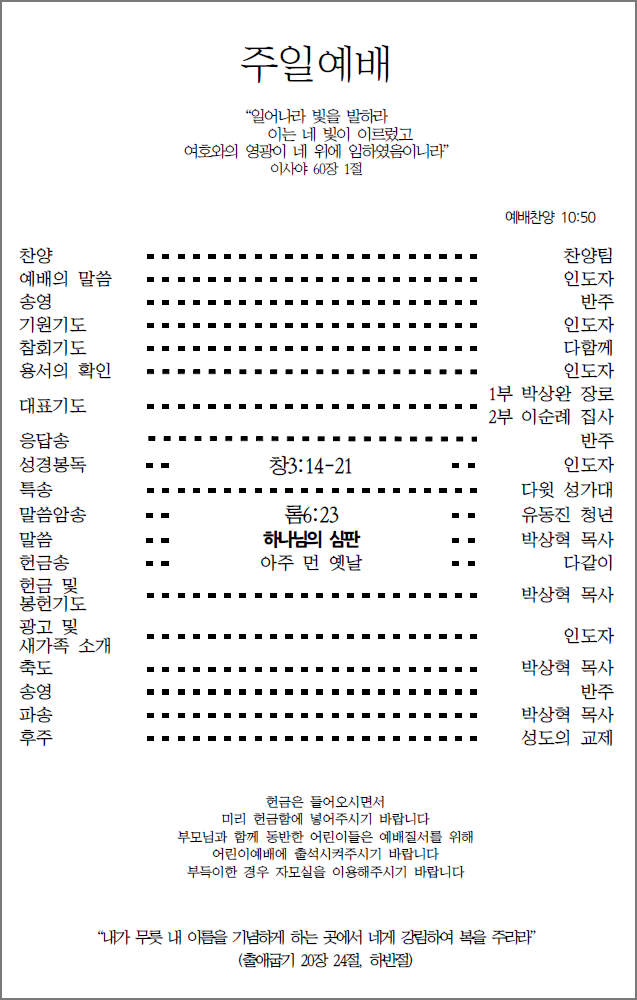 주일예배
“일어나라 빛을 발하라
이는 네 빛이 이르렀고
여호와의 영광이 네 위에 임하였음이니라”
이사야 60장 1절
예배찬양 10:50
찬양 찬양팀
예배의 말씀 인도자
송영 반주
기원기도 인도자
참회기도 다함께
용서의 확인 인도자
대표기도 1부 박상완 장로
2부 이순례 집사
응답송 반주
성경봉독 창3:14-21 인도자
특송 다윗 성가대
말씀암송 롬6:23 유동진 청년
말씀 하나님의 심판 박상혁 목사
헌금송 아주 먼 옛날 다같이
헌금 및
봉헌기도 박상혁 목사
광고 및
새가족 소개 인도자
축도 박상혁 목사
송영 반주
파송 박상혁 목사
후주 성도의 교제
헌금은 들어오시면서
미리 헌금함에 넣어주시기 바랍니다
부모님과 함께 동반한 어린이들은 예배질서를 위해
어린이예배에 출석시켜주시기 바랍니다
부득이한 경우 자모실을 이용해주시기 바랍니다
“내가 무릇 내 이름을 기념하게 하는 곳에서 네게 강림하여 복을 주리라”
(출애굽기 20장 24절, 하반절)